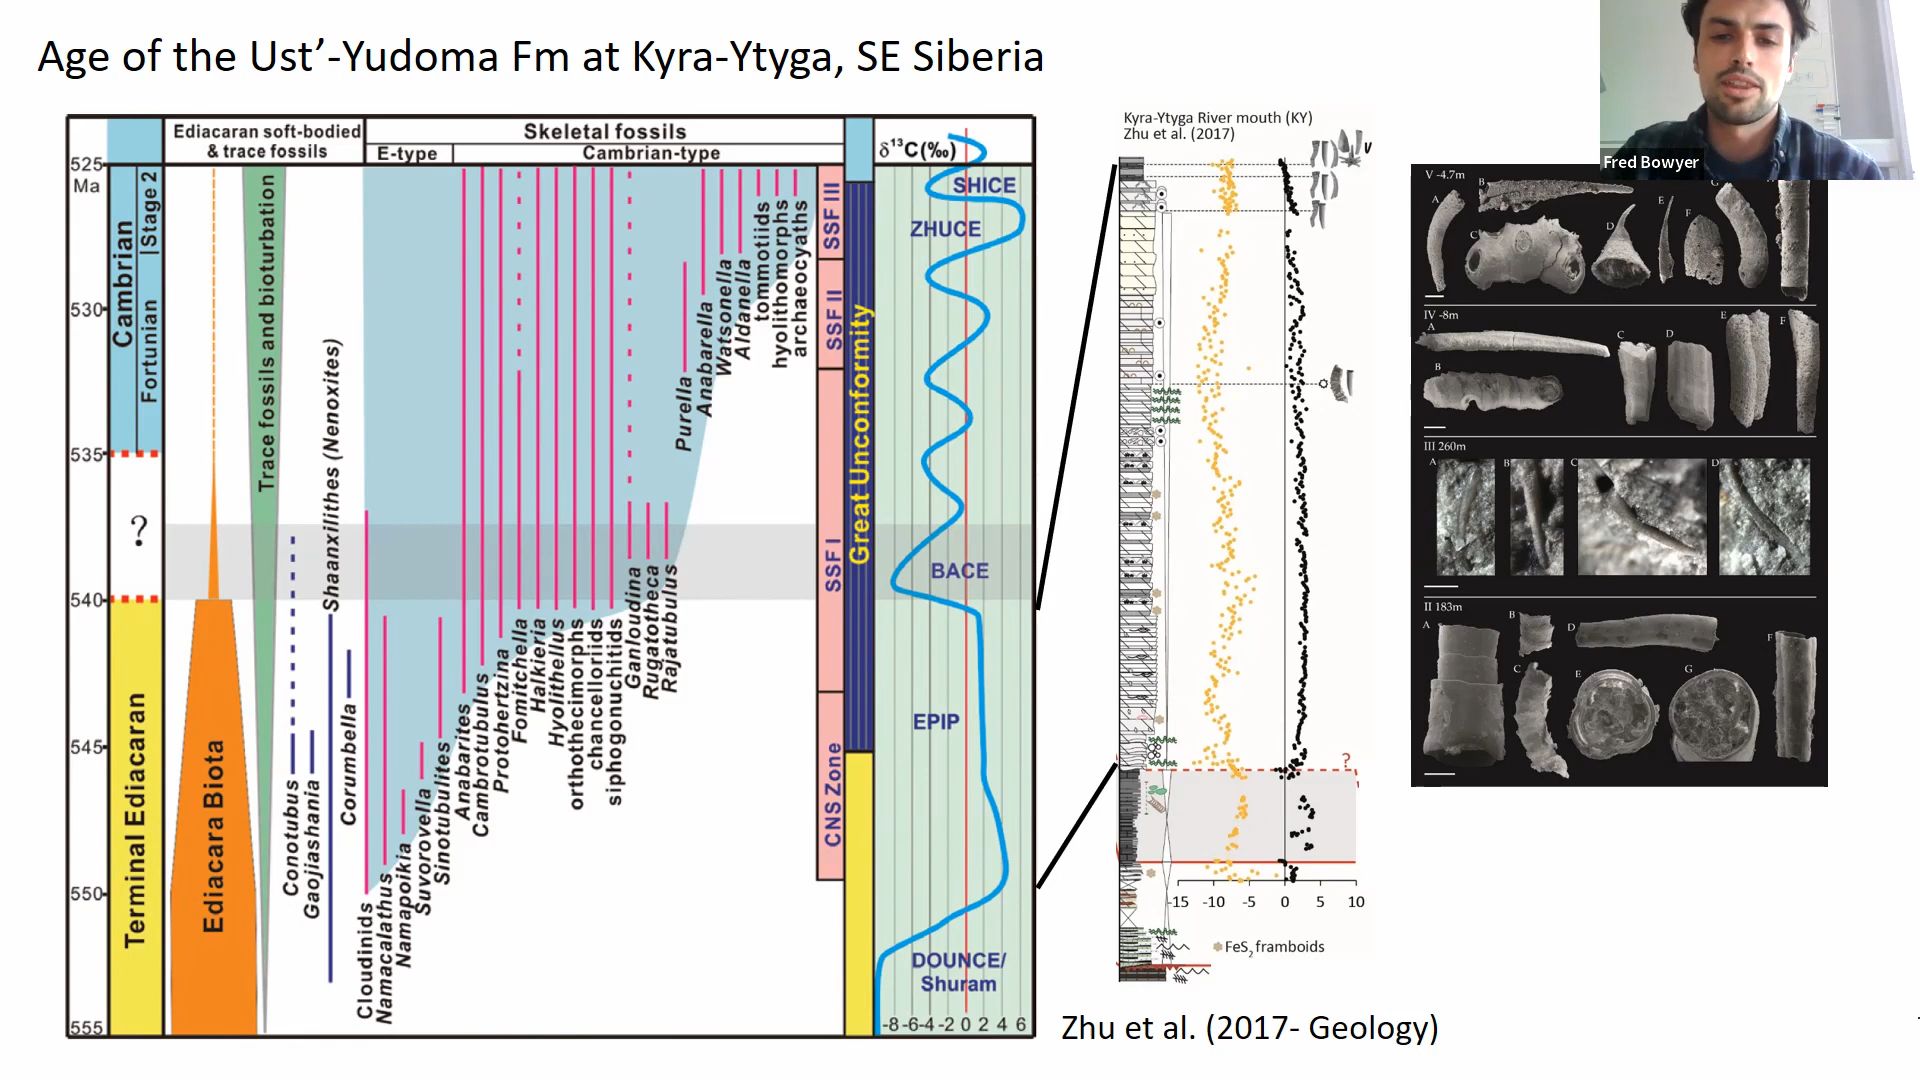 Age of the Ust’-Yudoma Fm at Kyra-Ytyga, SE Siberia
Fred Bowyer
Ediacaran soft-bodied
& trace fossils
Skeletal fossils
E-type
Cambrian-type
δ¹³C(‰)
525
Ma
530
535
540
545
550
555
Cambrian
Stage 2
Fortunian
?
Terminal Ediacaran
Ediacara Biota
Trace fossils and bioturbation
Conotubus
Gaojiashania
Shaanxilithes (Nenoxites)
Corumbella
Cloudinids
Namacalathus
Namapoikia
Suvorovella
Sinotubulites
Anabarites
Cambrotubulus
Protohertzina
Fomitchella
Halkieria
Hyolithellus
orthothecimorphs
chancelloriids
siphogonuchitids
Ganloudina
Rugatotheca
Rajatubulus
Purella
Anabarella
Watsonella
Aldanella
tommotiids
hyolithomorphs
archaeocyaths
SSF III
SSF II
SSF I
CNS Zone
Great Unconformity
SHICE
ZHUCE
BACE
EPIP
DOUNCE/
Shuram
-8 -6 -4 -2 0 2 4 6
Kyra-Ytyga River mouth (KY)
Zhu et al. (2017)
V
?
-15 -10 -5 0 5 10
FeS₂ framboids
V -4.7m
A B C D E F G
IV -8m
A B C D E F
III 260m
A B C D
II 183m
A B C D E F G
Zhu et al. (2017- Geology)